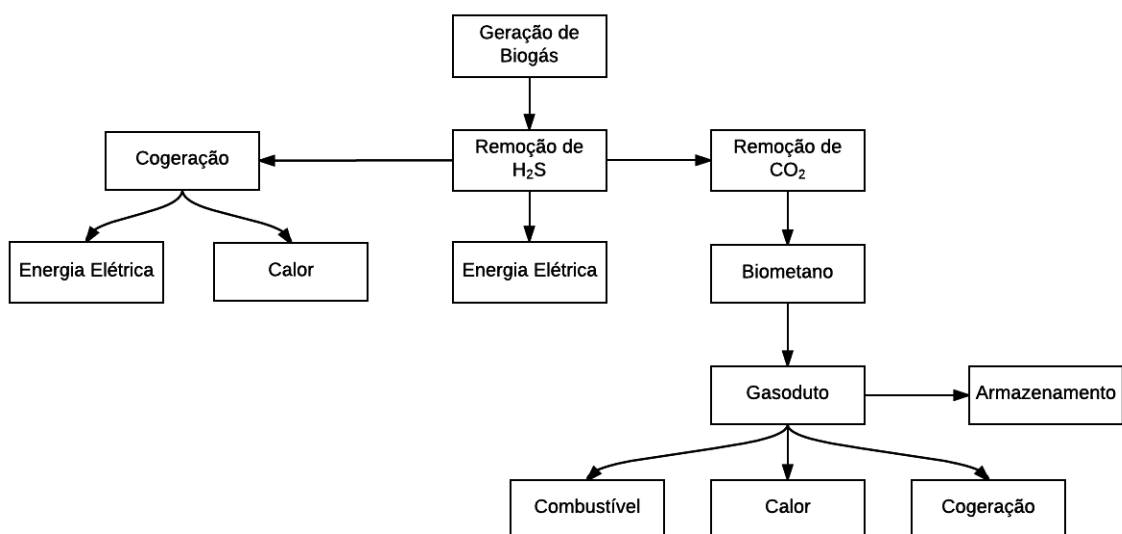 Geração de
Biogás
Cogeração
Remoção de
H₂S
Remoção de
CO₂
Energia Elétrica
Calor
Energia Elétrica
Biometano
Gasoduto
Armazenamento
Combustível
Calor
Cogeração